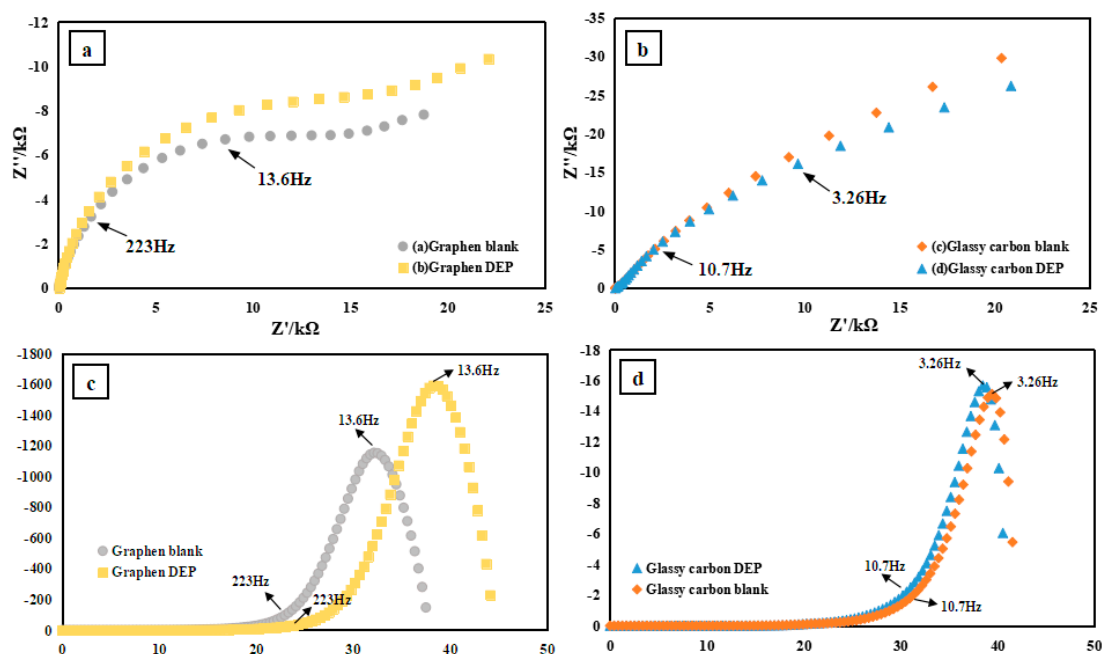 a
-12
-10
-8
-6
-4
-2
0
Z''/kΩ
13.6Hz
223Hz
(a)Graphen blank
(b)Graphen DEP
0 5 10 15 20 25
Z'/kΩ
b
-35
-30
-25
-20
-15
-10
-5
0
Z''/kΩ
3.26Hz
10.7Hz
(c)Glassy carbon blank
(d)Glassy carbon DEP
0 5 10 15 20 25
Z'/kΩ
c
-1800
-1600
-1400
-1200
-1000
-800
-600
-400
-200
0
13.6Hz
13.6Hz
Graphen blank
Graphen DEP
223Hz
223Hz
0 10 20 30 40 50
d
-18
-16
-14
-12
-10
-8
-6
-4
-2
0
3.26Hz
3.26Hz
Glassy carbon DEP
Glassy carbon blank
10.7Hz
10.7Hz
0 10 20 30 40 50